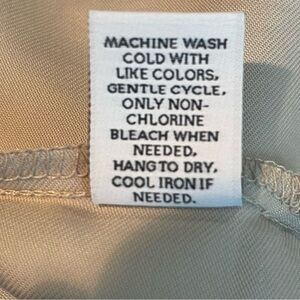 MACHINE WASH
COLD WITH
LIKE COLORS,
GENTLE CYCLE,
ONLY NON-
CHLORINE
BLEACH WHEN
NEEDED,
HANG TO DRY,
COOL IRON IF
NEEDED.